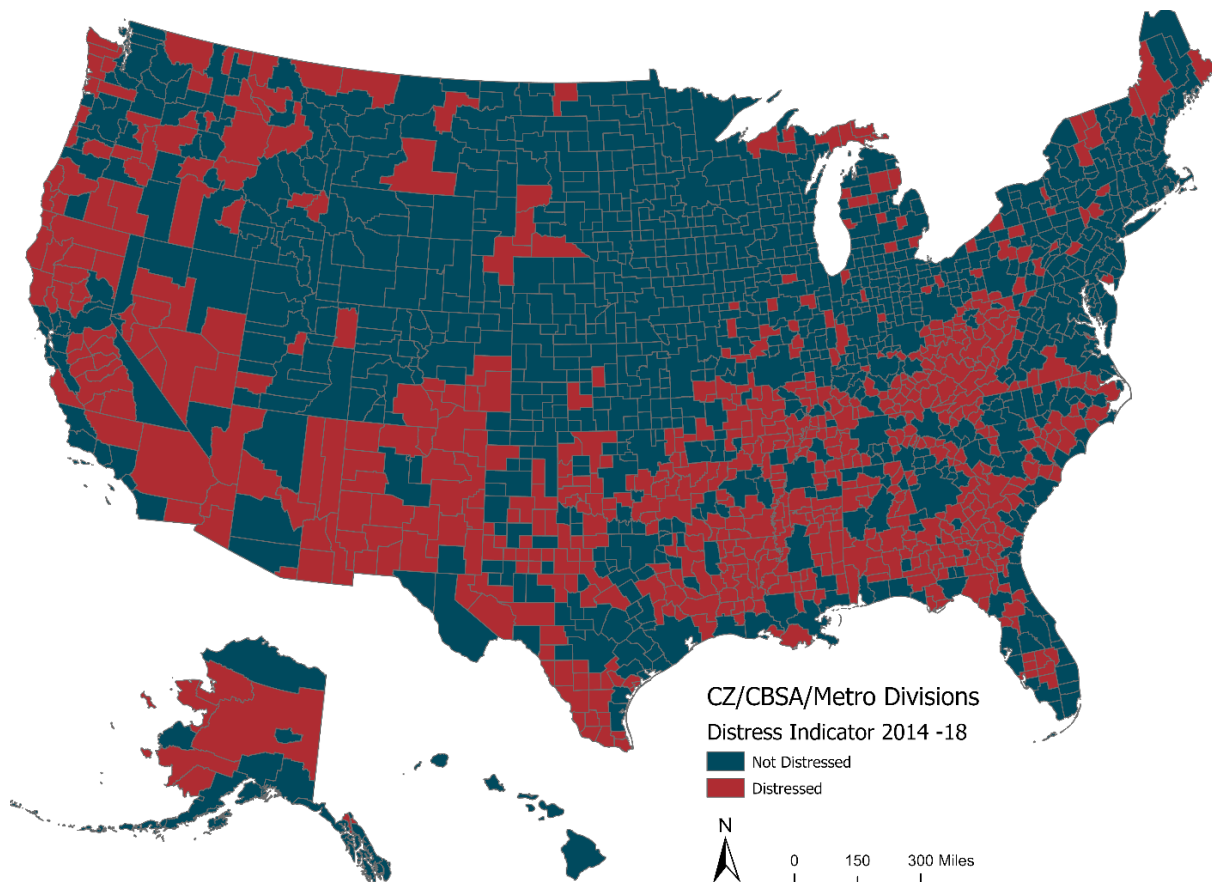 CZ/CBSA/Metro Divisions
Distress Indicator 2014 -18
Not Distressed
Distressed
N
0 150 300 Miles